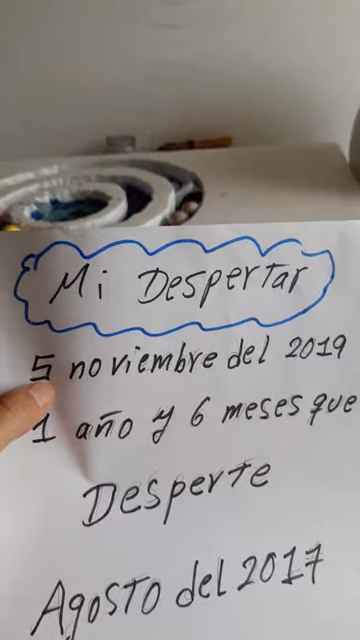 Mi Despertar
5 noviembre del 2019
1 año y 6 meses que
Desperte
Agosto del 2017